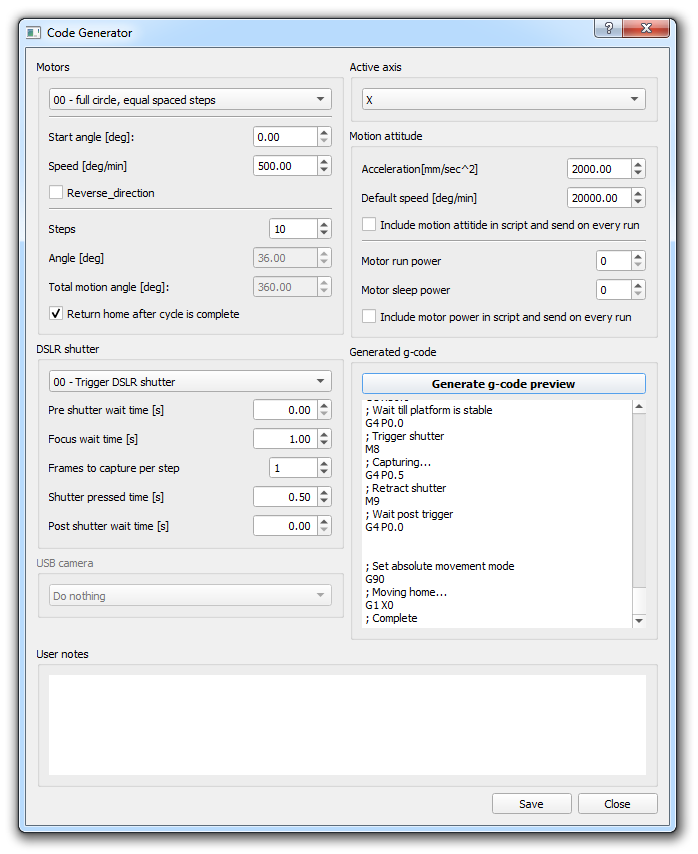 Code Generator
Motors
00 - full circle, equal spaced steps
Start angle [deg]: 0.00
Speed [deg/min] 500.00
Reverse_direction
Steps 10
Angle [deg] 36.00
Total motion angle [deg]: 360.00
Return home after cycle is complete
DSLR shutter
00 - Trigger DSLR shutter
Pre shutter wait time [s] 0.00
Focus wait time [s] 1.00
Frames to capture per step 1
Shutter pressed time [s] 0.50
Post shutter wait time [s] 0.00
USB camera
Do nothing
Active axis
X
Motion attitude
Acceleration[mm/sec^2] 2000.00
Default speed [deg/min] 20000.00
Include motion attitide in script and send on every run
Motor run power 0
Motor sleep power 0
Include motor power in script and send on every run
Generated g-code
Generate g-code preview
; Wait till platform is stable
G4 P0.0
; Trigger shutter
M8
; Capturing...
G4 P0.5
; Retract shutter
M9
; Wait post trigger
G4 P0.0
; Set absolute movement mode
G90
; Moving home...
G1 X0
; Complete
User notes
Save
Close